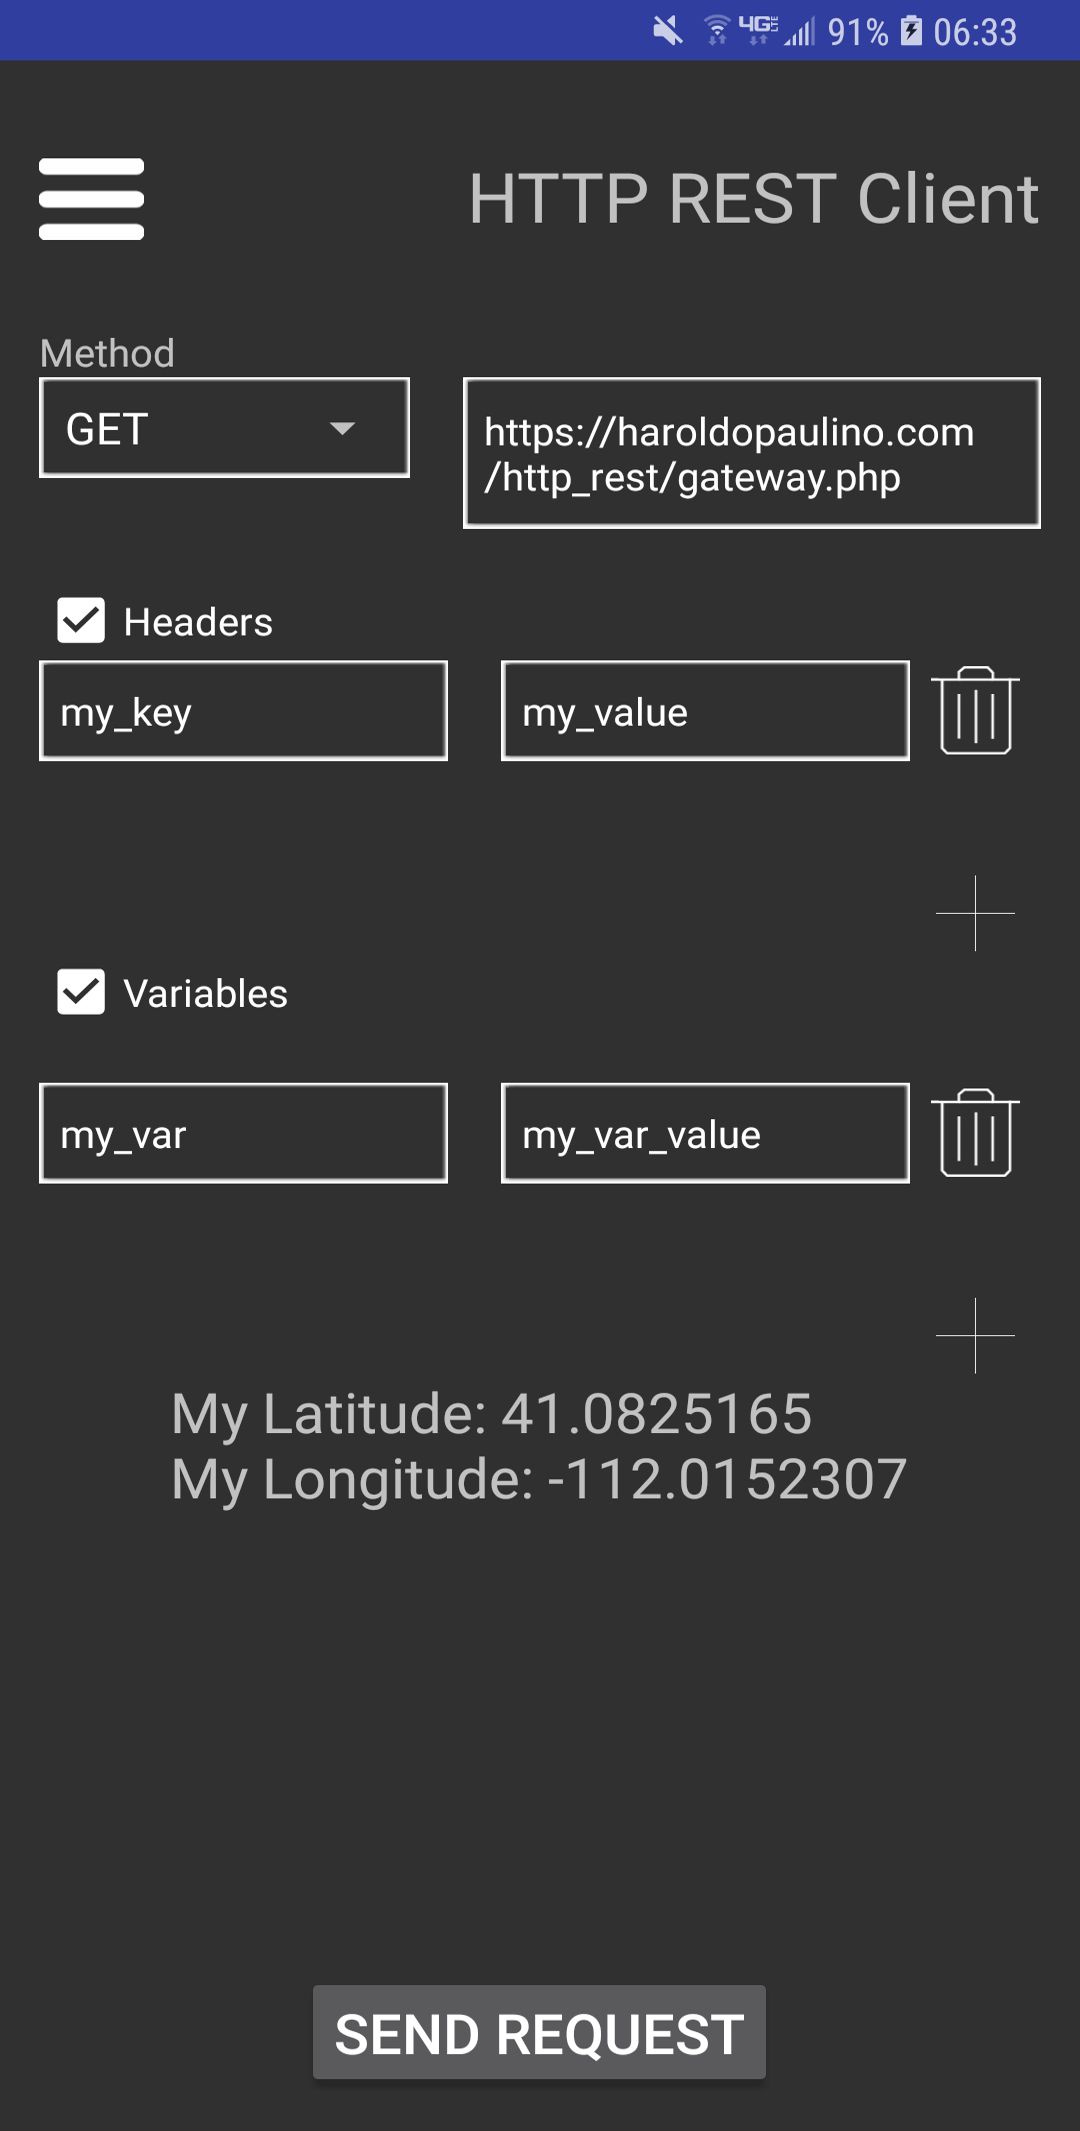 4G LTE 91% 06:33
HTTP REST Client
Method
GET
https://haroldopaulino.com
/http_rest/gateway.php
Headers
my_key my_value
Variables
my_var my_var_value
My Latitude: 41.0825165
My Longitude: -112.0152307
SEND REQUEST